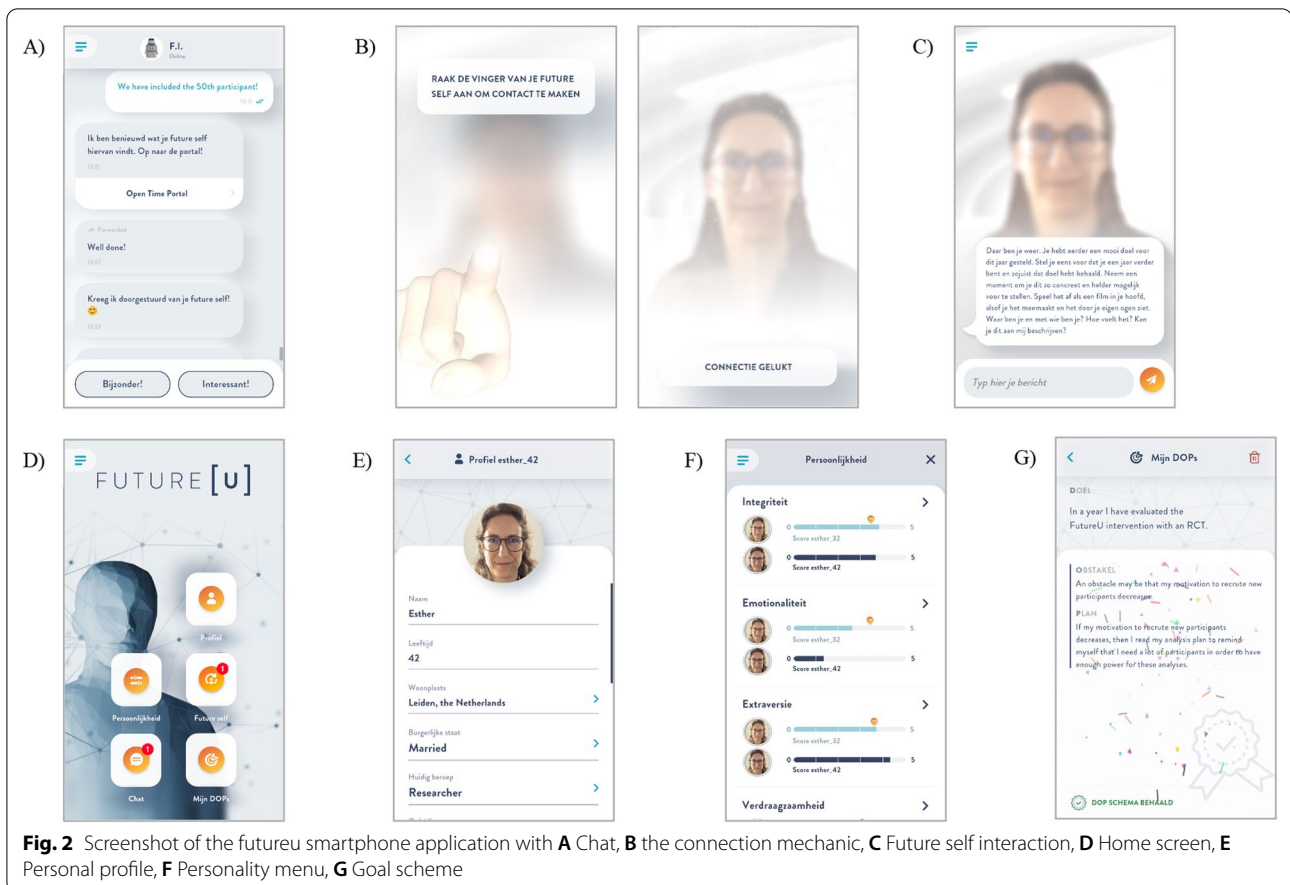 A)
F.I.
Online
We have included the 50th participant!
13:11
Ik ben benieuwd wat je future self
hiervan vindt. Op naar de portal!
13:11
Open Time Portal
Forwarded
Well done!
13:12
Kreeg ik doorgestuurd van je future self!
😊
13:13
Bijzonder!
Interessant!
B)
RAAK DE VINGER VAN JE FUTURE
SELF AAN OM CONTACT TE MAKEN
CONNECTIE GELUKT
C)
Daar ben je weer. Je hebt eerder een mooi doel voor
dit jaar gesteld. Stel je eens voor dat je een jaar verder
bent en zojuist dat doel hebt behaald. Neem een
moment om je dit zo concreet en helder mogelijk
voor te stellen. Speel het af als een film in je hoofd,
alsof je het meemaakt en het door je eigen ogen ziet.
Waar ben je en met wie ben je? Hoe voelt het? Kan
je dit aan mij beschrijven?
Typ hier je bericht
D)
FUTURE [U]
Profiel
Persoonlijkheid
1
Future self
1
Chat
Mijn DOPs
E)
Profiel esther_42
Naam
Esther
Leeftijd
42
Woonplaats
Leiden, the Netherlands
Burgerlijke staat
Married
Huidig beroep
Researcher
F)
Persoonlijkheid
Integriteit
0 5
Score esther_32
0 5
Score esther_42
Emotionaliteit
0 5
Score esther_32
0 5
Score esther_42
Extraversie
0 5
Score esther_32
0 5
Score esther_42
Verdraagzaamheid
G)
Mijn DOPs
DOEL
In a year I have evaluated the
FutureU intervention with an RCT.
OBSTAKEL
An obstacle may be that my motivation to recrute new
participants decreases
PLAN
If my motivation to recrute new participants
decreases, then I read my analysis plan to remind
myself that I need a lot of participants in order to have
enough power for these analyses.
DOP SCHEMA BEHAALD
Fig. 2 Screenshot of the futureu smartphone application with A Chat, B the connection mechanic, C Future self interaction, D Home screen, E
Personal profile, F Personality menu, G Goal scheme